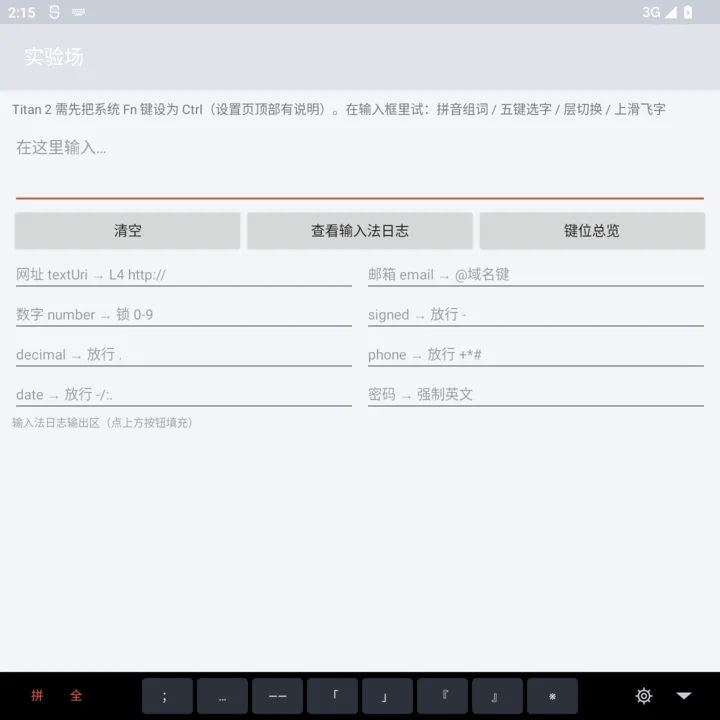 2:15 3G
实验场
Titan 2 需先把系统 Fn 键设为 Ctrl（设置页顶部有说明）。在输入框里试：拼音组词 / 五键选字 / 层切换 / 上滑飞字
在这里输入…
清空 查看输入法日志 键位总览
网址 textUri → L4 http:// 邮箱 email → @域名键
数字 number → 锁 0-9 signed → 放行 -
decimal → 放行 . phone → 放行 +*#
date → 放行 -/:. 密码 → 强制英文
输入法日志输出区（点上方按钮填充）
拼 全 ； … —— 「 」 『 』 ※